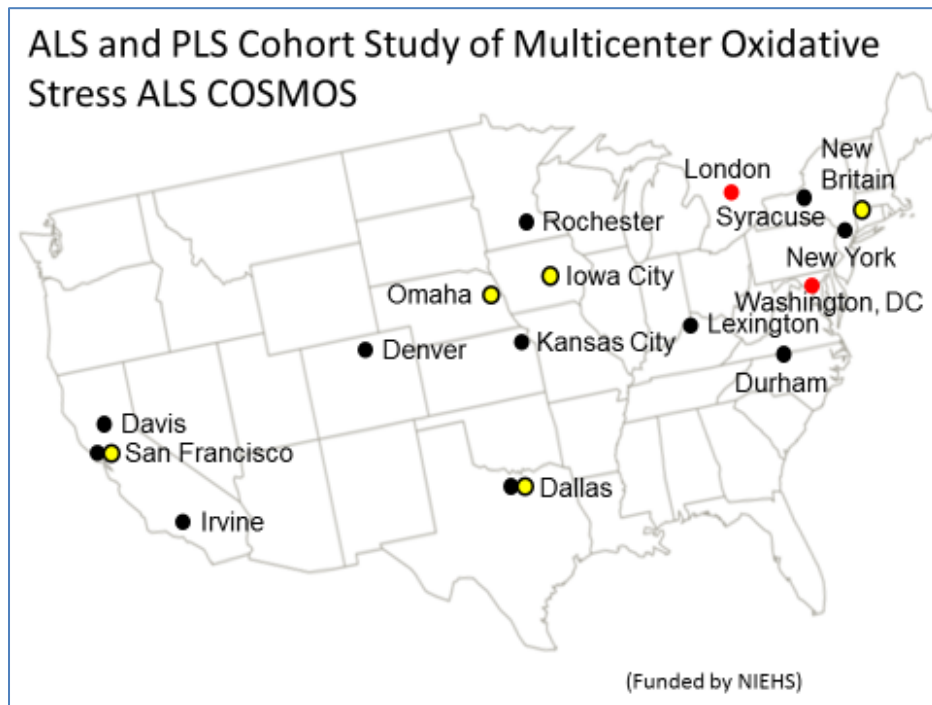 ALS and PLS Cohort Study of Multicenter Oxidative
Stress ALS COSMOS
New
Britain
London
Syracuse
Rochester
New York
Iowa City
Omaha
Washington, DC
Lexington
Kansas City
Denver
Durham
Davis
San Francisco
Dallas
Irvine
(Funded by NIEHS)